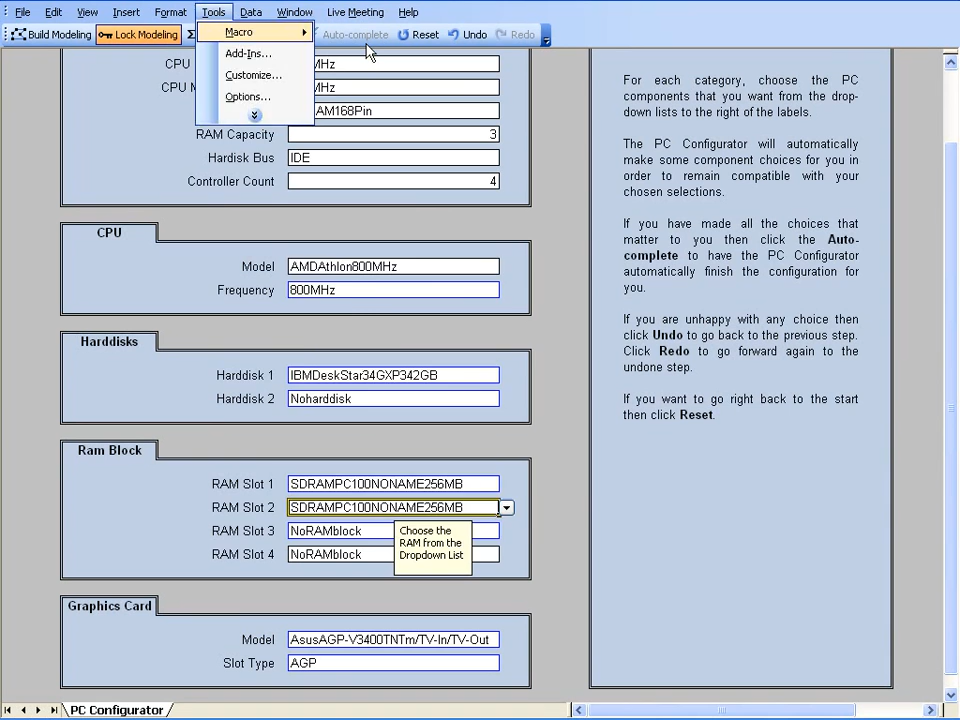 File Edit View Insert Format Tools Data Window Live Meeting Help
Build Modeling Lock Modeling Σ Auto-complete Reset Undo Redo
Macro
Add-Ins...
Customize...
Options...
CPU MHz
CPU M MHz
AM168Pin
RAM Capacity 3
Hardisk Bus IDE
Controller Count 4
CPU
Model AMDAthlon800MHz
Frequency 800MHz
Harddisks
Harddisk 1 IBMDeskStar34GXP342GB
Harddisk 2 Noharddisk
Ram Block
RAM Slot 1 SDRAMPC100NONAME256MB
RAM Slot 2 SDRAMPC100NONAME256MB
RAM Slot 3 NoRAMblock
RAM Slot 4 NoRAMblock
Choose the
RAM from the
Dropdown List
Graphics Card
Model AsusAGP-V3400TNTm/TV-In/TV-Out
Slot Type AGP
For each category, choose the PC
components that you want from the drop-
down lists to the right of the labels.
The PC Configurator will automatically
make some component choices for you in
order to remain compatible with your
chosen selections.
If you have made all the choices that
matter to you then click the Auto-
complete to have the PC Configurator
automatically finish the configuration for
you.
If you are unhappy with any choice then
click Undo to go back to the previous step.
Click Redo to go forward again to the
undone step.
If you want to go right back to the start
then click Reset.
PC Configurator